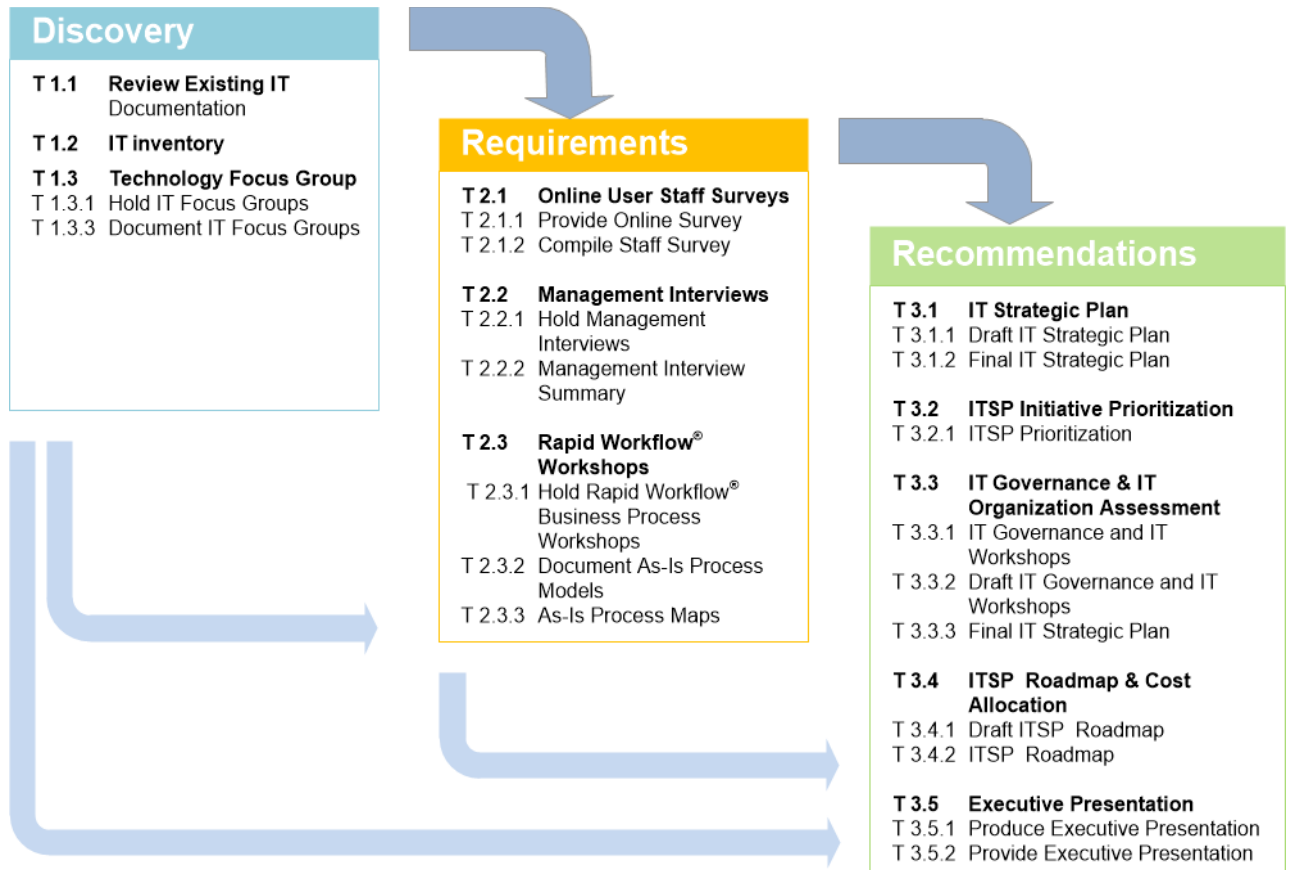 Discovery
T 1.1 Review Existing IT
Documentation
T 1.2 IT inventory
T 1.3 Technology Focus Group
T 1.3.1 Hold IT Focus Groups
T 1.3.3 Document IT Focus Groups
Requirements
T 2.1 Online User Staff Surveys
T 2.1.1 Provide Online Survey
T 2.1.2 Compile Staff Survey
T 2.2 Management Interviews
T 2.2.1 Hold Management
Interviews
T 2.2.2 Management Interview
Summary
T 2.3 Rapid Workflow®
Workshops
T 2.3.1 Hold Rapid Workflow®
Business Process
Workshops
T 2.3.2 Document As-Is Process
Models
T 2.3.3 As-Is Process Maps
Recommendations
T 3.1 IT Strategic Plan
T 3.1.1 Draft IT Strategic Plan
T 3.1.2 Final IT Strategic Plan
T 3.2 ITSP Initiative Prioritization
T 3.2.1 ITSP Prioritization
T 3.3 IT Governance & IT
Organization Assessment
T 3.3.1 IT Governance and IT
Workshops
T 3.3.2 Draft IT Governance and IT
Workshops
T 3.3.3 Final IT Strategic Plan
T 3.4 ITSP Roadmap & Cost
Allocation
T 3.4.1 Draft ITSP Roadmap
T 3.4.2 ITSP Roadmap
T 3.5 Executive Presentation
T 3.5.1 Produce Executive Presentation
T 3.5.2 Provide Executive Presentation